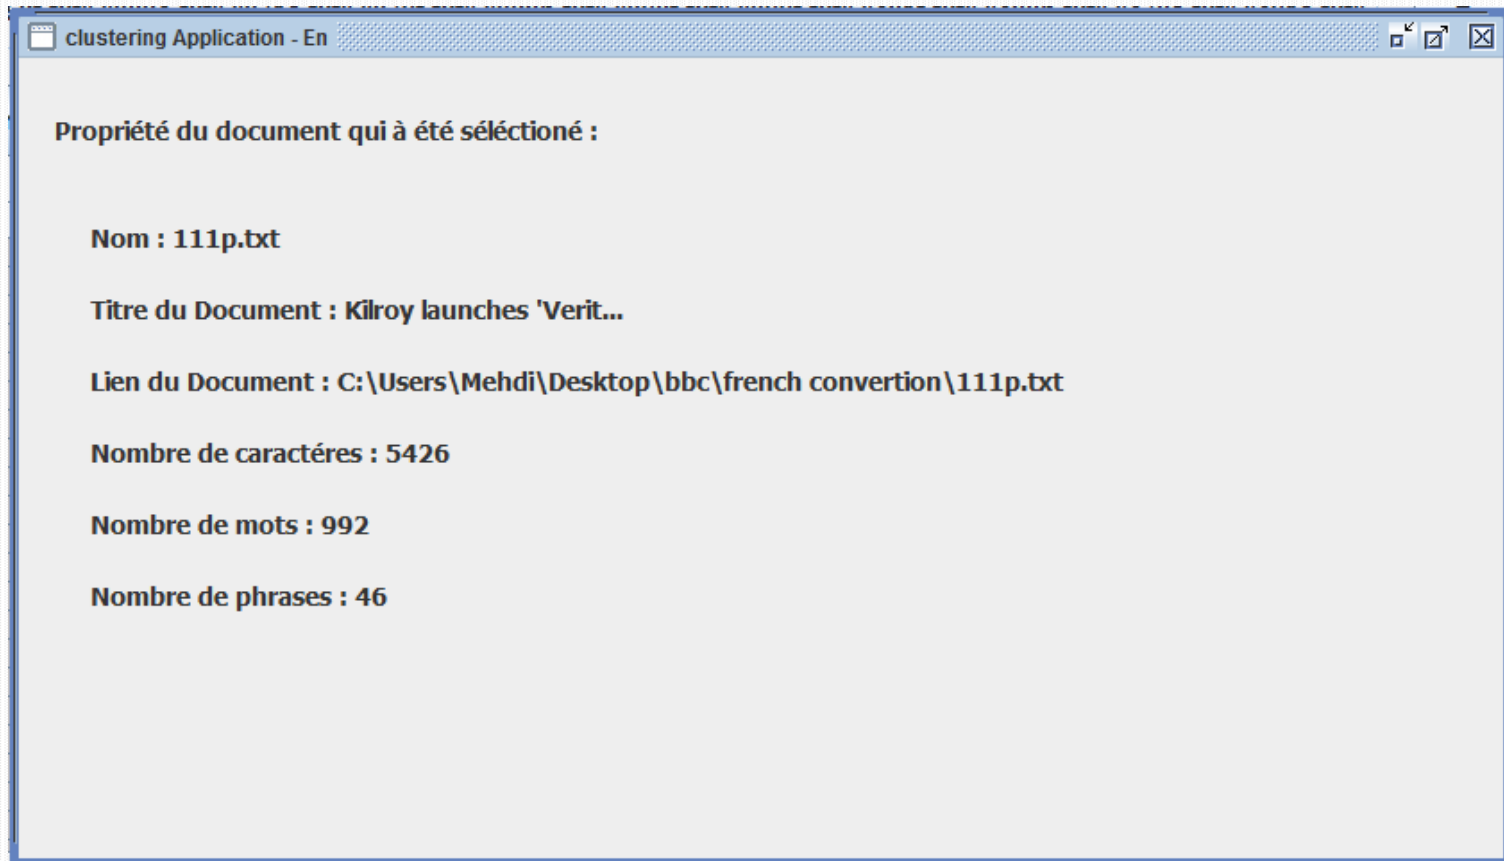 clustering Application - En
Propriété du document qui à été séléctioné :
Nom : 111p.txt
Titre du Document : Kilroy launches 'Verit...
Lien du Document : C:\Users\Mehdi\Desktop\bbc\french convertion\111p.txt
Nombre de caractéres : 5426
Nombre de mots : 992
Nombre de phrases : 46